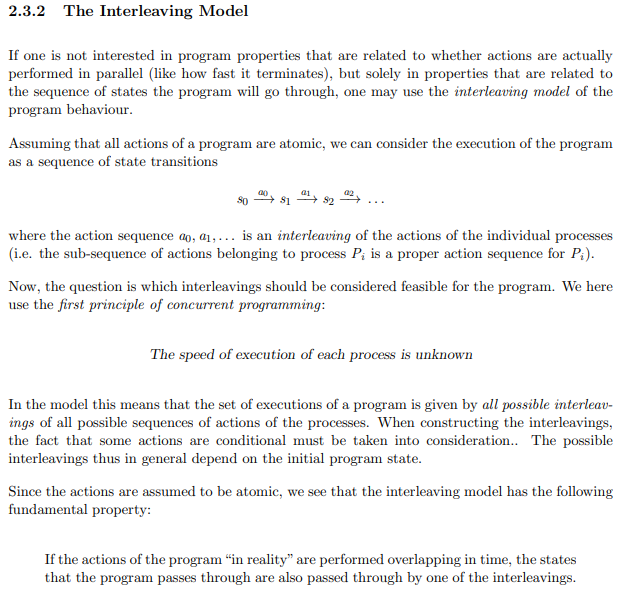 2.3.2 The Interleaving Model
If one is not interested in program properties that are related to whether actions are actually
performed in parallel (like how fast it terminates), but solely in properties that are related to
the sequence of states the program will go through, one may use the interleaving model of the
program behaviour.
Assuming that all actions of a program are atomic, we can consider the execution of the program
as a sequence of state transitions
s₀ —a₀→ s₁ —a₁→ s₂ —a₂→ ...
where the action sequence a₀, a₁, ... is an interleaving of the actions of the individual processes
(i.e. the sub-sequence of actions belonging to process Pᵢ is a proper action sequence for Pᵢ).
Now, the question is which interleavings should be considered feasible for the program. We here
use the first principle of concurrent programming:
The speed of execution of each process is unknown
In the model this means that the set of executions of a program is given by all possible interleav-
ings of all possible sequences of actions of the processes. When constructing the interleavings,
the fact that some actions are conditional must be taken into consideration.. The possible
interleavings thus in general depend on the initial program state.
Since the actions are assumed to be atomic, we see that the interleaving model has the following
fundamental property:
If the actions of the program “in reality” are performed overlapping in time, the states
that the program passes through are also passed through by one of the interleavings.